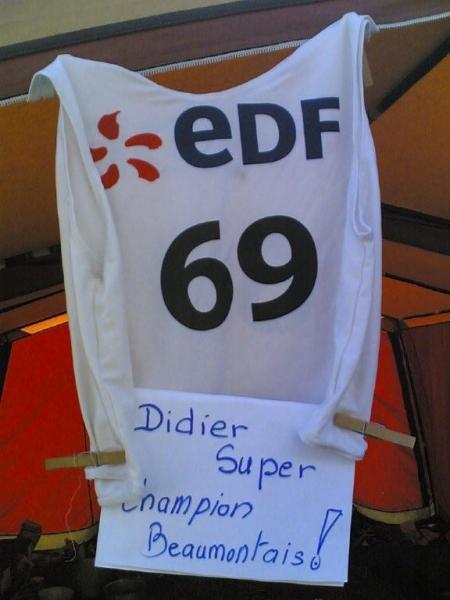 eDF
69
Didier
Super
Champion
Beaumontais!